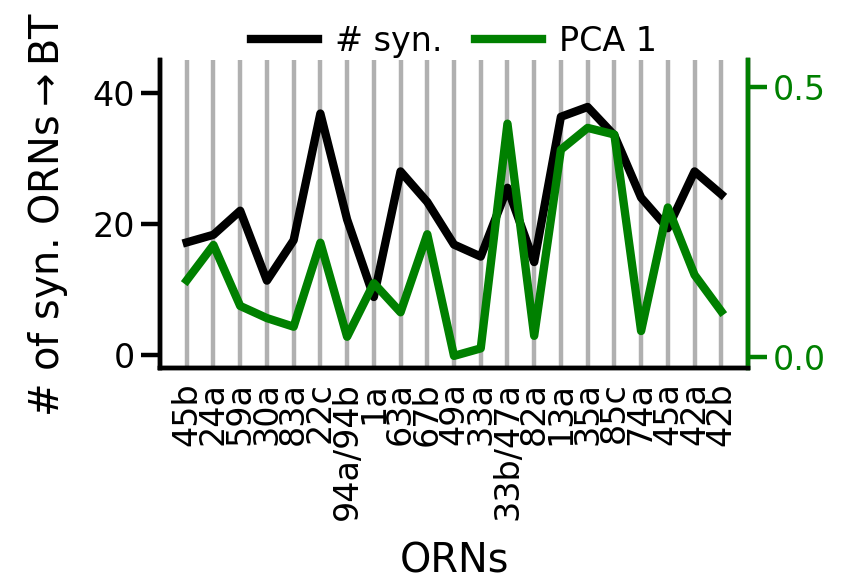 # syn. PCA 1
# of syn. ORNs→BT
40
20
0
0.5
0.0
45b
24a
59a
30a
83a
22c
94a/94b
1a
63a
67b
49a
33a
33b/47a
82a
13a
35a
85c
74a
45a
42a
42b
ORNs